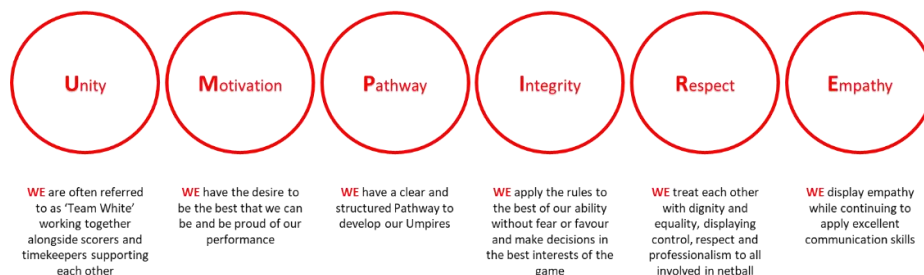 Unity
Motivation
Pathway
Integrity
Respect
Empathy
WE are often referred
to as ‘Team White’
working together
alongside scorers and
timekeepers supporting
each other
WE have the desire to
be the best that we can
be and be proud of our
performance
WE have a clear and
structured Pathway to
develop our Umpires
WE apply the rules to
the best of our ability
without fear or favour
and make decisions in
the best interests of the
game
WE treat each other
with dignity and
equality, displaying
control, respect and
professionalism to all
involved in netball
WE display empathy
while continuing to
apply excellent
communication skills